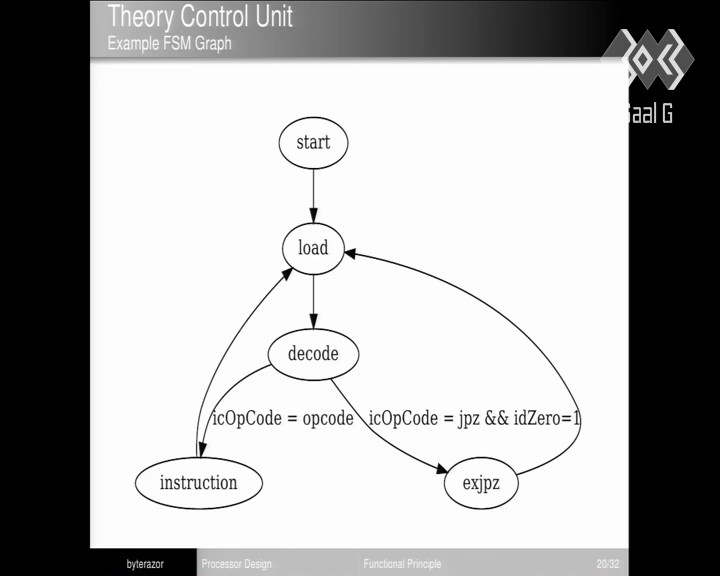 Theory Control Unit
Example FSM Graph
Saal G
start
load
decode
icOpCode = opcode
icOpCode = jpz && idZero=1
instruction
exjpz
byterazor
Processor Design
Functional Principle
20/32